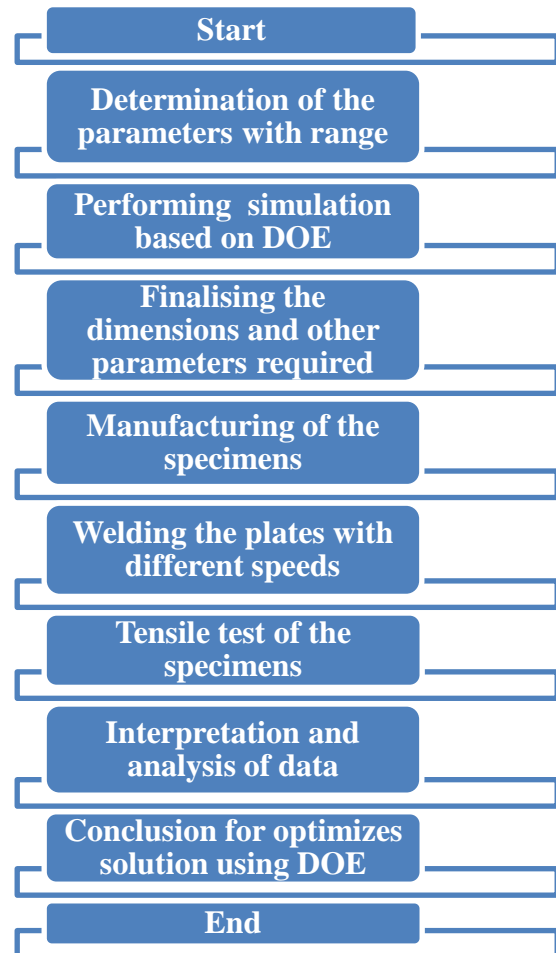 Start
Determination of the
parameters with range
Performing simulation
based on DOE
Finalising the
dimensions and other
parameters required
Manufacturing of the
specimens
Welding the plates with
different speeds
Tensile test of the
specimens
Interpretation and
analysis of data
Conclusion for optimizes
solution using DOE
End